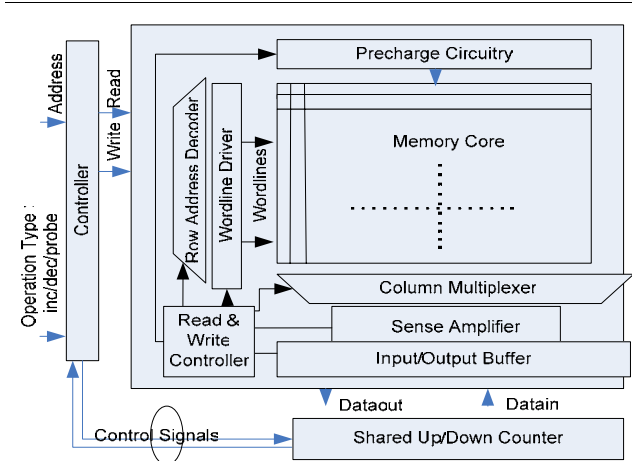 Address
Operation Type :
inc/dec/probe
Controller
Read
Write
Precharge Circuitry
Row Address Decoder
Wordline Driver
Wordlines
Memory Core
Column Multiplexer
Read &
Write
Controller
Sense Amplifier
Input/Output Buffer
Dataout
Datain
Control Signals
Shared Up/Down Counter